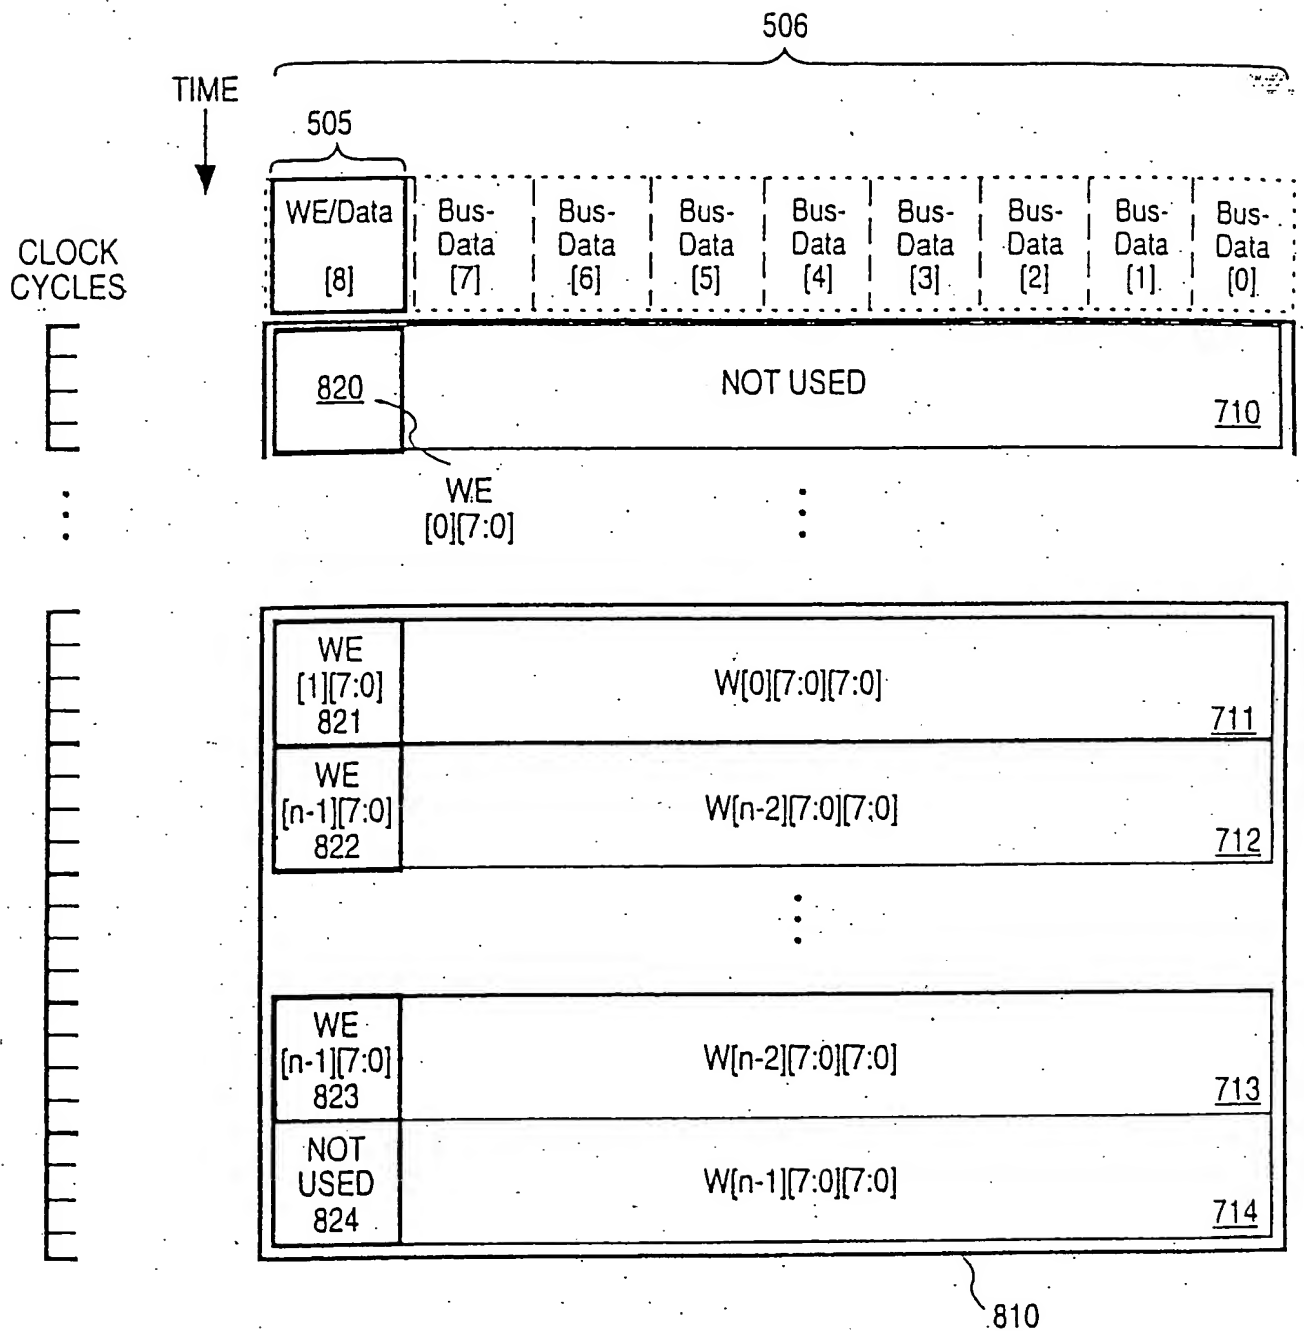 506
TIME
505
WE/Data
[8]
Bus-
Data
[7]
Bus-
Data
[6]
Bus-
Data
[5]
Bus-
Data
[4]
Bus-
Data
[3]
Bus-
Data
[2]
Bus-
Data
[1]
Bus-
Data
[0]
CLOCK
CYCLES
820
NOT USED
710
WE
[0][7:0]
WE
[1][7:0]
821
W[0][7:0][7:0]
711
WE
[n-1][7:0]
822
W[n-2][7:0][7:0]
712
WE
[n-1][7:0]
823
W[n-2][7:0][7:0]
713
NOT
USED
824
W[n-1][7:0][7:0]
714
810